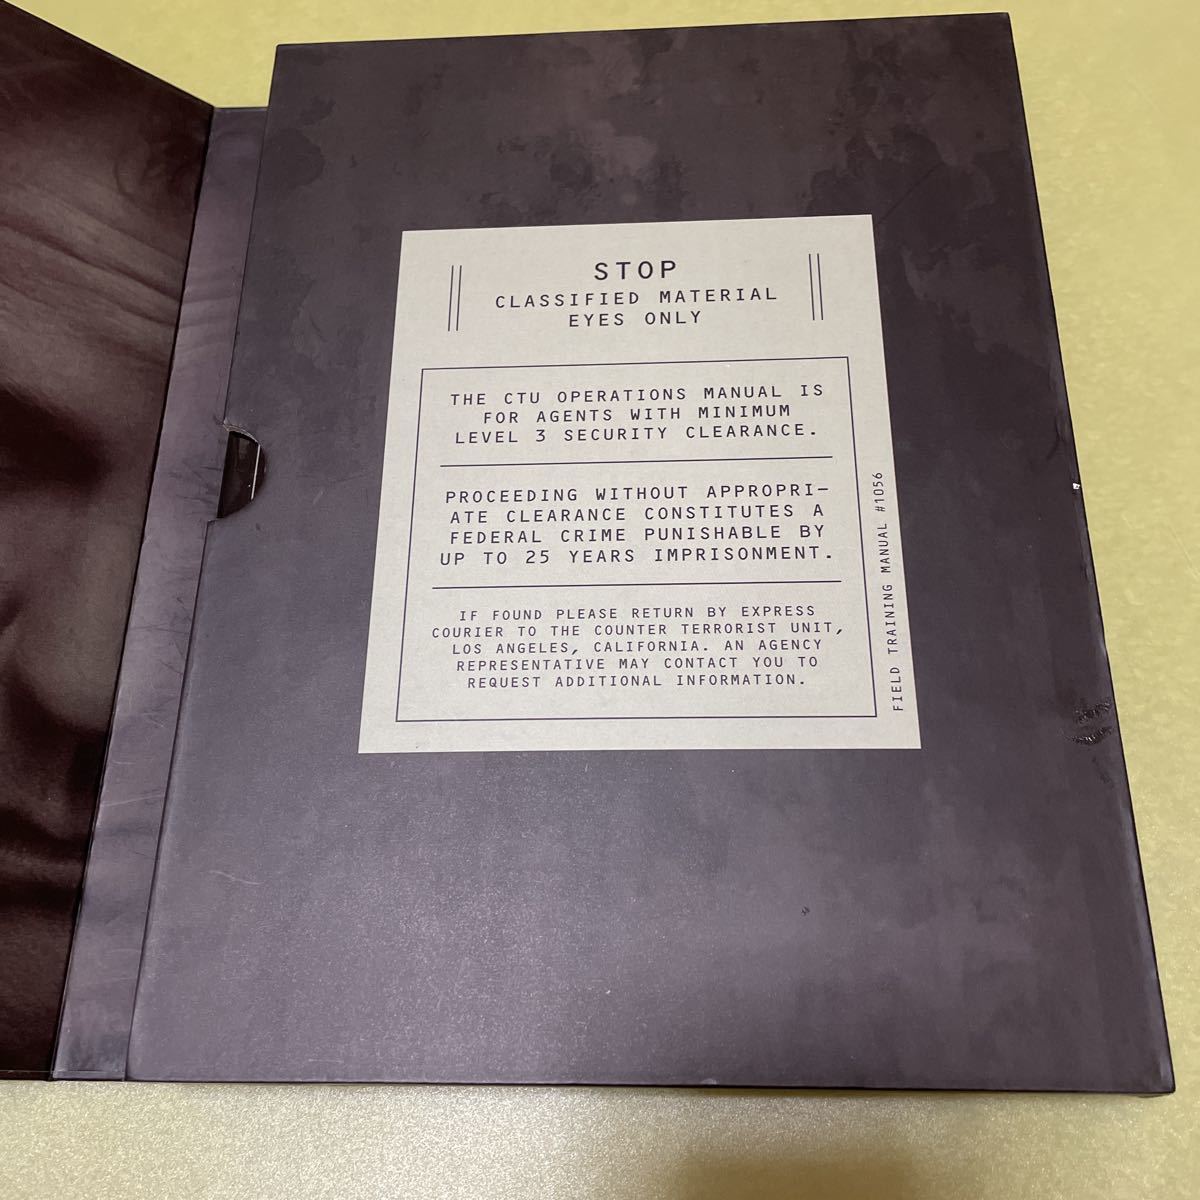 STOP
CLASSIFIED MATERIAL
EYES ONLY
THE CTU OPERATIONS MANUAL IS
FOR AGENTS WITH MINIMUM
LEVEL 3 SECURITY CLEARANCE.
PROCEEDING WITHOUT APPROPRI-
ATE CLEARANCE CONSTITUTES A
FEDERAL CRIME PUNISHABLE BY
UP TO 25 YEARS IMPRISONMENT.
IF FOUND PLEASE RETURN BY EXPRESS
COURIER TO THE COUNTER TERRORIST UNIT,
LOS ANGELES, CALIFORNIA. AN AGENCY
REPRESENTATIVE MAY CONTACT YOU TO
REQUEST ADDITIONAL INFORMATION.
FIELD TRAINING MANUAL #1056